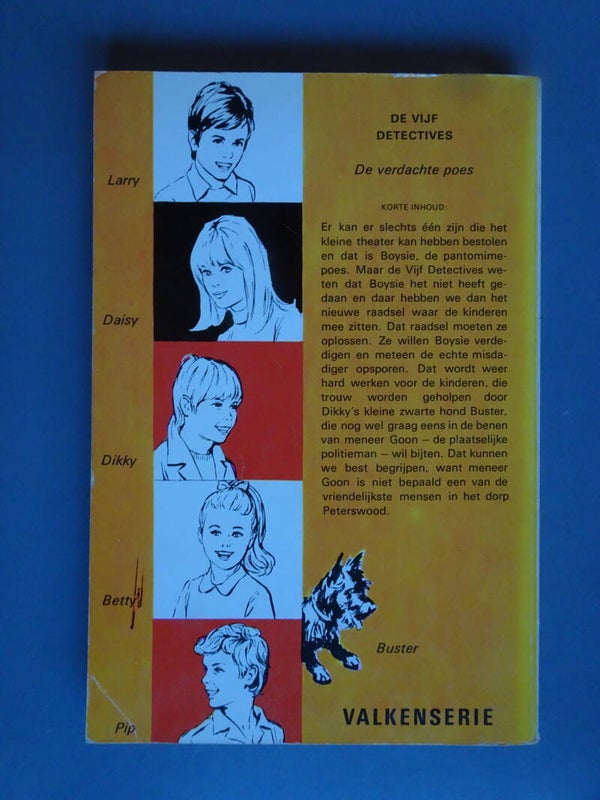 Larry
Daisy
Dikky
Betty
Pip
DE VIJF
DETECTIVES
De verdachte poes
KORTE INHOUD:
Er kan er slechts één zijn die het
kleine theater kan hebben bestolen
en dat is Boysie, de pantomime-
poes. Maar de Vijf Detectives we-
ten dat Boysie het niet heeft ge-
daan en daar hebben we dan het
nieuwe raadsel waar de kinderen
mee zitten. Dat raadsel moeten ze
oplossen. Ze willen Boysie verde-
digen en meteen de echte misda-
diger opsporen. Dat wordt weer
hard werken voor de kinderen, die
trouw worden geholpen door
Dikky's kleine zwarte hond Buster,
die nog wel graag eens in de benen
van meneer Goon – de plaatselijke
politieman – wil bijten. Dat kunnen
we best begrijpen, want meneer
Goon is niet bepaald een van de
vriendelijkste mensen in het dorp
Peterswood.
Buster
VALKENSERIE